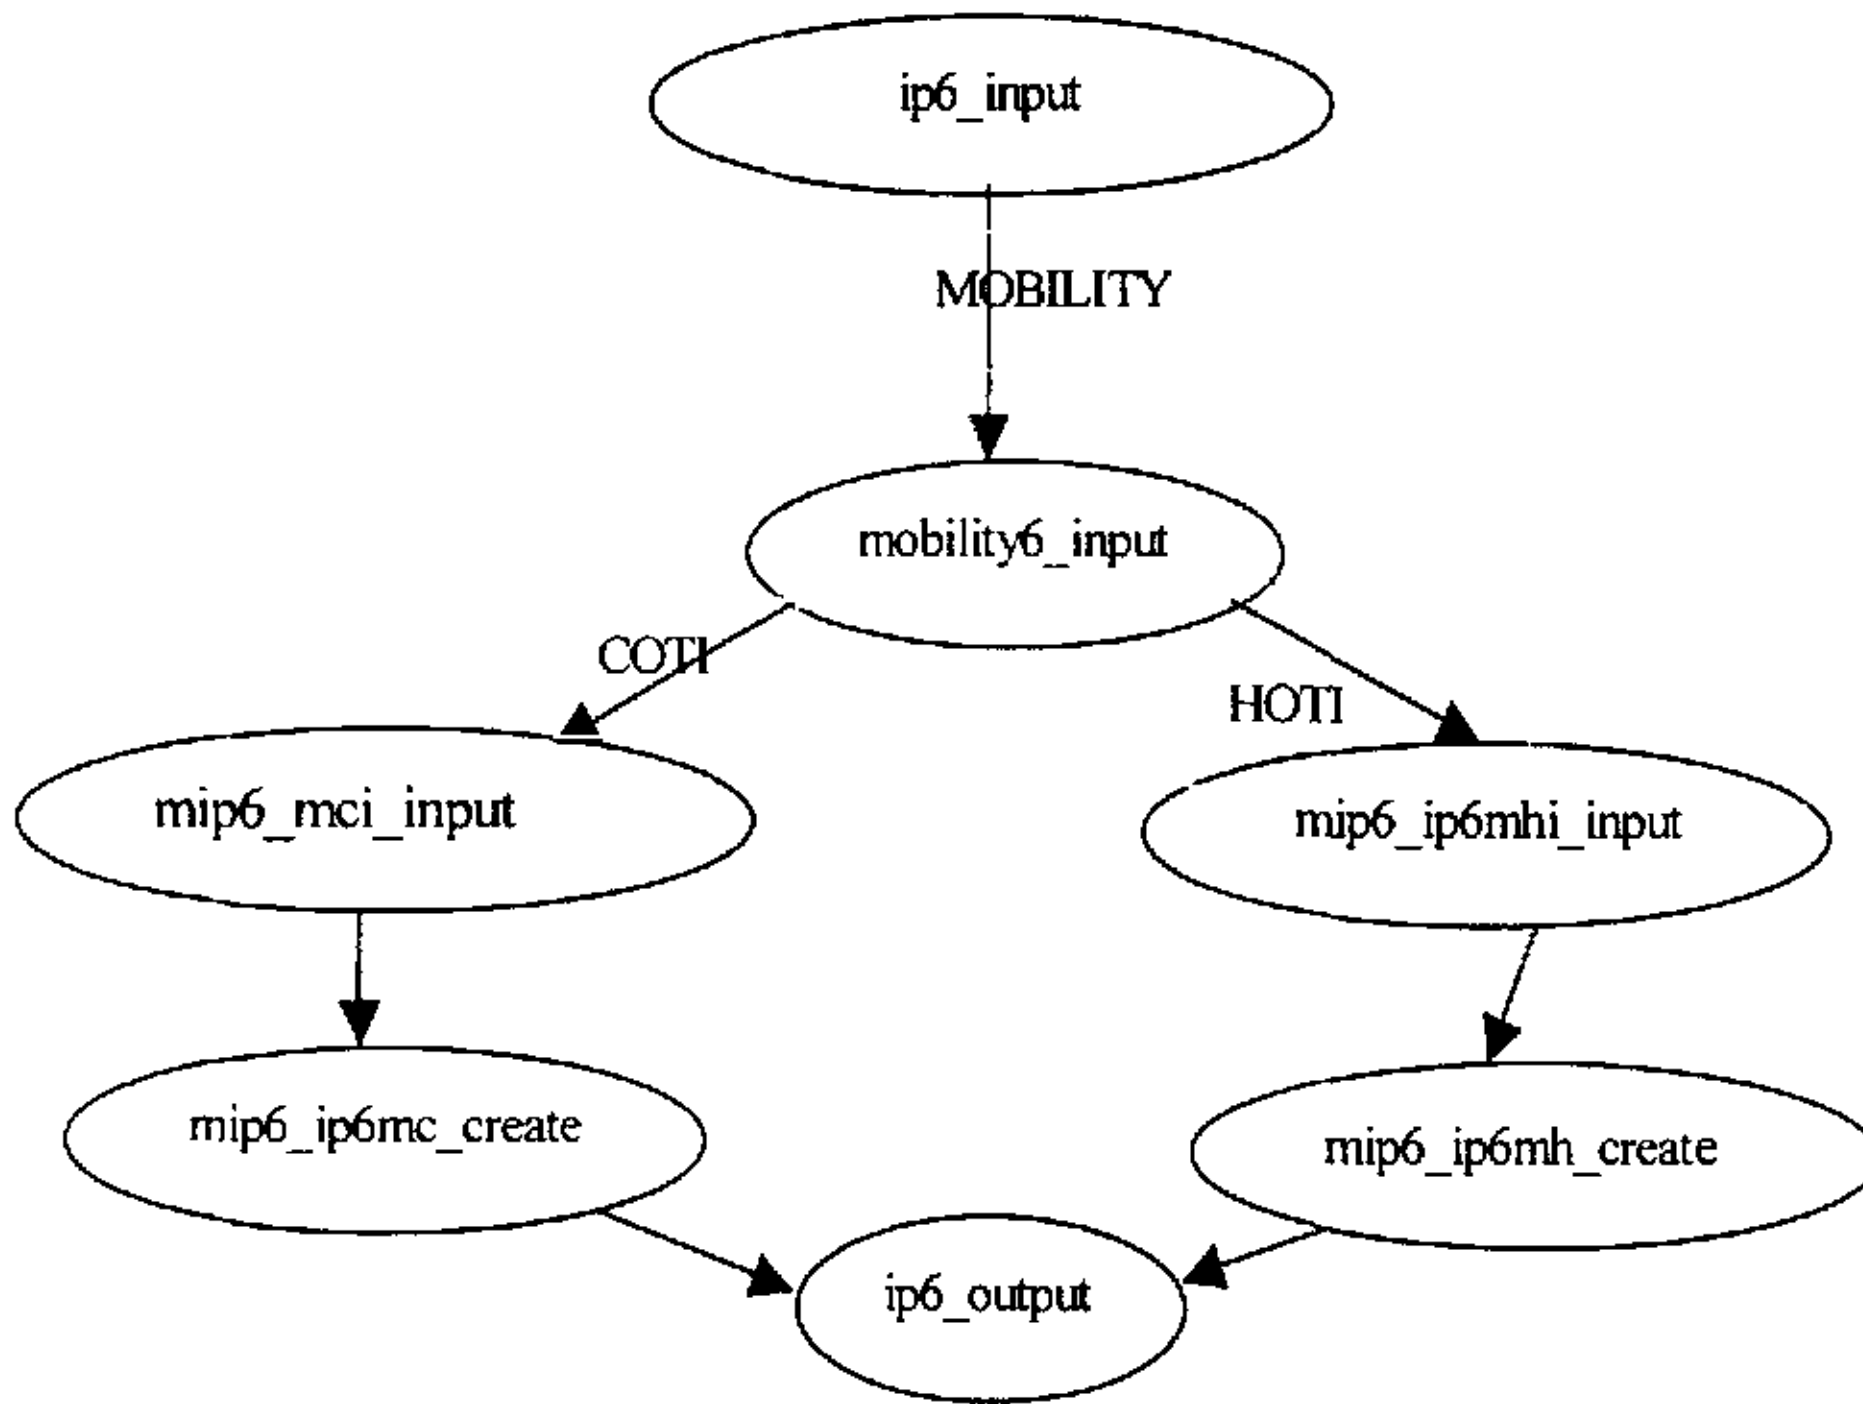 ip6_input
MOBILITY
mobility6_input
COTI
HOTI
mip6_mci_input
mip6_ip6mhi_input
mip6_ip6mc_create
mip6_ip6mh_create
ip6_output